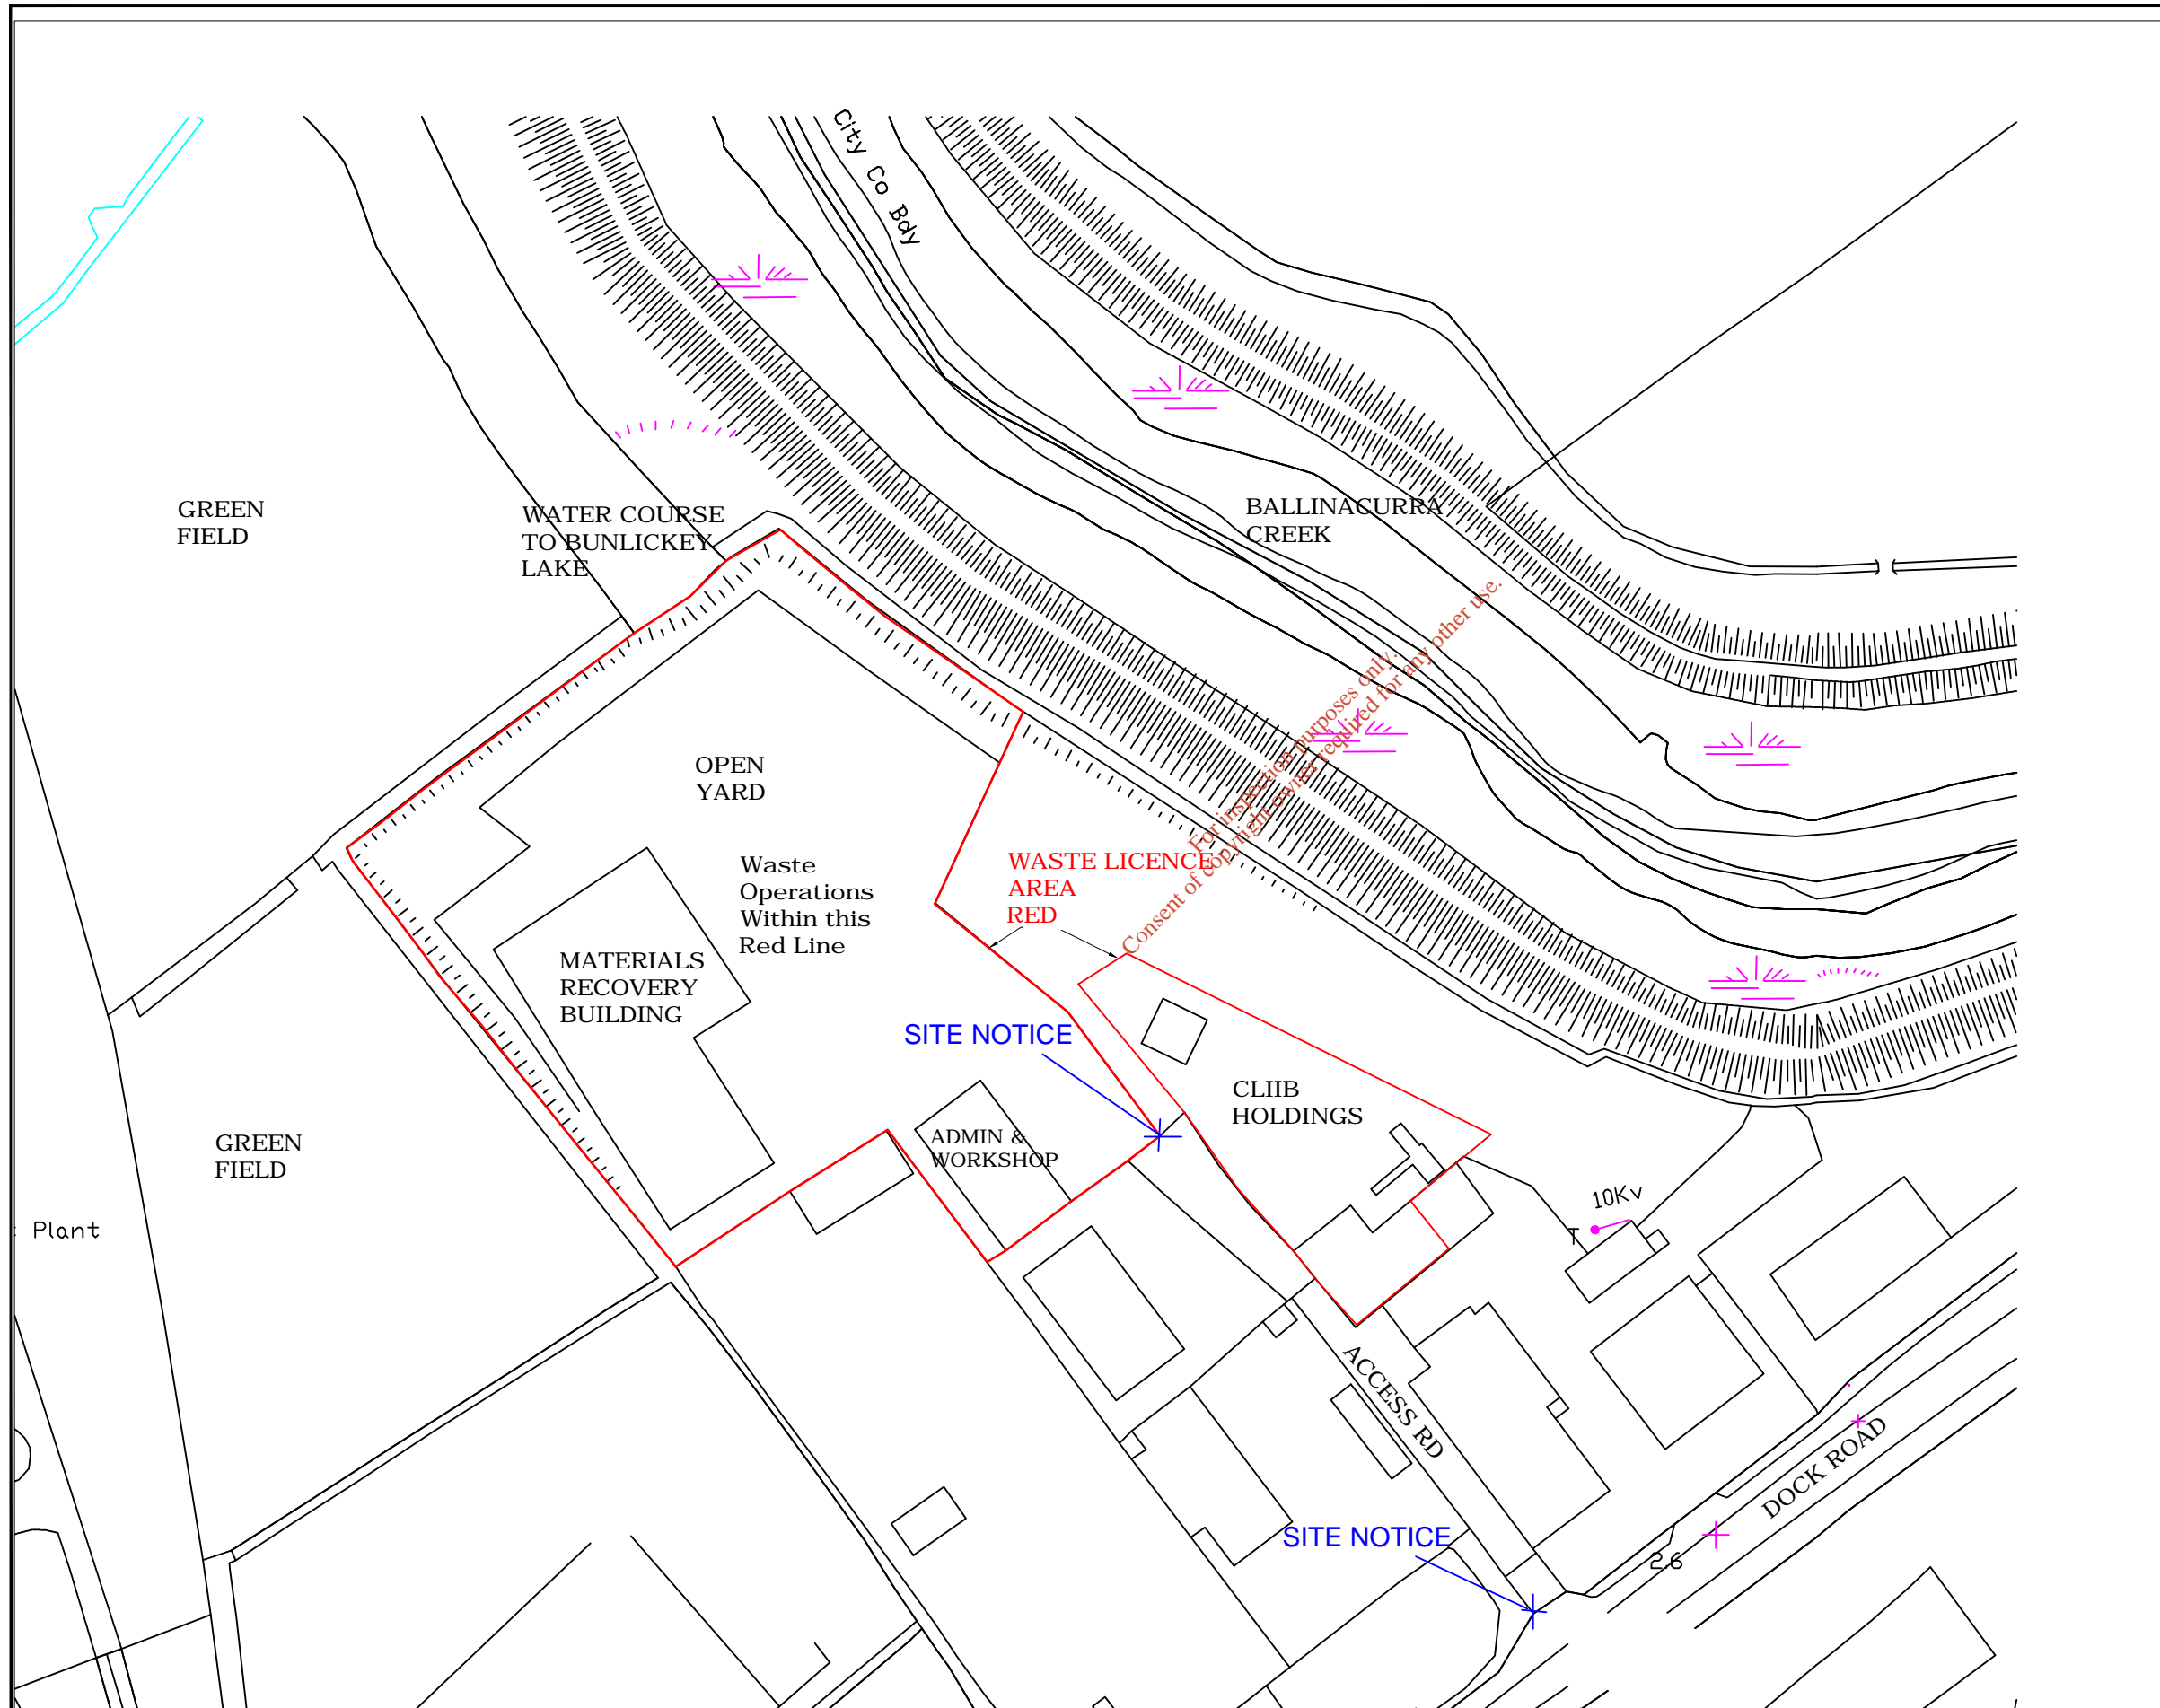 City Co Bdy
GREEN
FIELD
WATER COURSE
TO BUNLICKEY
LAKE
BALLINACURRA
CREEK
For inspection purposes only.
Consent of copyright owner required for any other use.
OPEN
YARD
Waste
Operations
Within this
Red Line
WASTE LICENCE
AREA
RED
MATERIALS
RECOVERY
BUILDING
SITE NOTICE
CLIIB
HOLDINGS
ADMIN &
WORKSHOP
GREEN
FIELD
Plant
10Kv
T
ACCESS RD
DOCK ROAD
SITE NOTICE
2.6